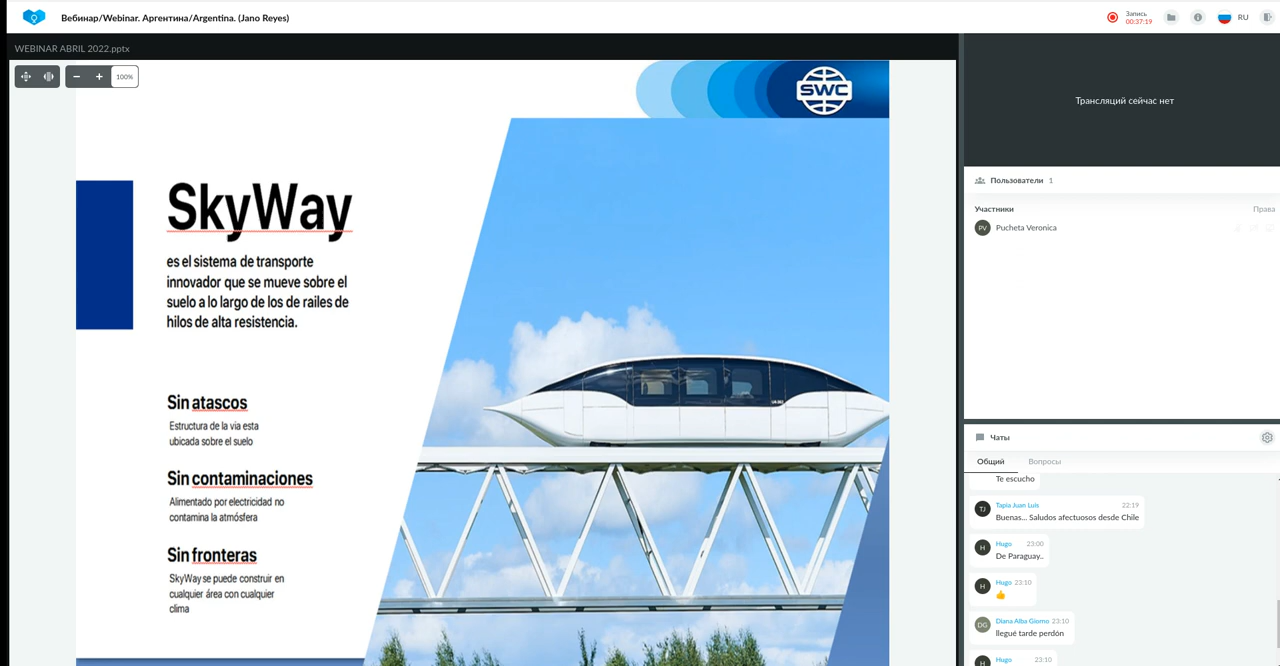 Вебинар/Webinar. Аргентина/Argentina. (Jano Reyes)
Запись
00:37:19
RU
WEBINAR ABRIL 2022.pptx
100%
SWC
SkyWay
es el sistema de transporte
innovador que se mueve sobre el
suelo a lo largo de los de railes de
hilos de alta resistencia.
Sin atascos
Estructura de la via esta
ubicada sobre el suelo
Sin contaminaciones
Alimentado por electricidad no
contamina la atmósfera
Sin fronteras
SkyWay se puede construir en
cualquier área con cualquier
clima
Трансляций сейчас нет
Пользователи 1
Участники Права
PV Pucheta Veronica
Чаты
Общий Вопросы
Te escucho
TJ Tapia Juan Luis 22:19
Buenas... Saludos afectuosos desde Chile
H Hugo 23:00
De Paraguay..
H Hugo 23:10
👍
DG Diana Alba Giorno 23:10
llegué tarde perdón
H Hugo 23:10